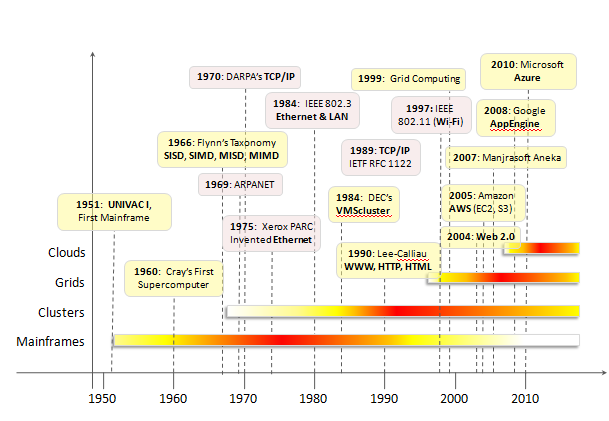 2010: Microsoft
Azure
1970: DARPA's TCP/IP
1999: Grid Computing
1984: IEEE 802.3
Ethernet & LAN
1997: IEEE
802.11 (Wi-Fi)
2008: Google
AppEngine
1966: Flynn's Taxonomy
SISD, SIMD, MISD, MIMD
1989: TCP/IP
IETF RFC 1122
2007: Manjrasoft Aneka
1969: ARPANET
1951: UNIVAC I,
First Mainframe
1984: DEC's
VMScluster
2005: Amazon
AWS (EC2, S3)
1975: Xerox PARC
Invented Ethernet
2004: Web 2.0
Clouds
1990: Lee-Calliau
WWW, HTTP, HTML
1960: Cray's First
Supercomputer
Grids
Clusters
Mainframes
1950 1960 1970 1980 1990 2000 2010